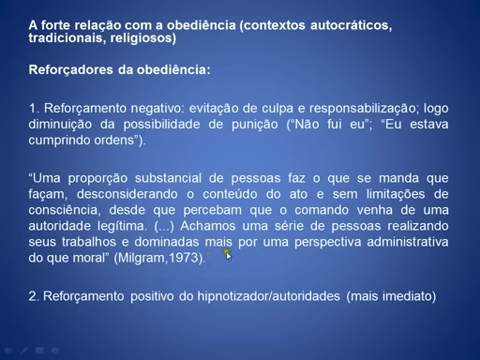 A forte relação com a obediência (contextos autocráticos,
tradicionais, religiosos)
Reforçadores da obediência:
1. Reforçamento negativo: evitação de culpa e responsabilização; logo
diminuição da possibilidade de punição (“Não fui eu”; “Eu estava
cumprindo ordens”).
“Uma proporção substancial de pessoas faz o que se manda que
façam, desconsiderando o conteúdo do ato e sem limitações de
consciência, desde que percebam que o comando venha de uma
autoridade legítima. (...) Achamos uma série de pessoas realizando
seus trabalhos e dominadas mais por uma perspectiva administrativa
do que moral” (Milgram,1973).
2. Reforçamento positivo do hipnotizador/autoridades (mais imediato)